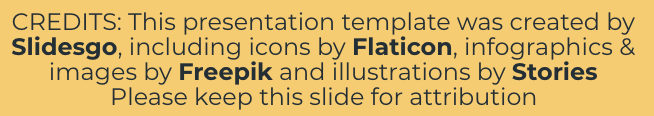 CREDITS: This presentation template was created by
Slidesgo, including icons by Flaticon, infographics &
images by Freepik and illustrations by Stories
Please keep this slide for attribution